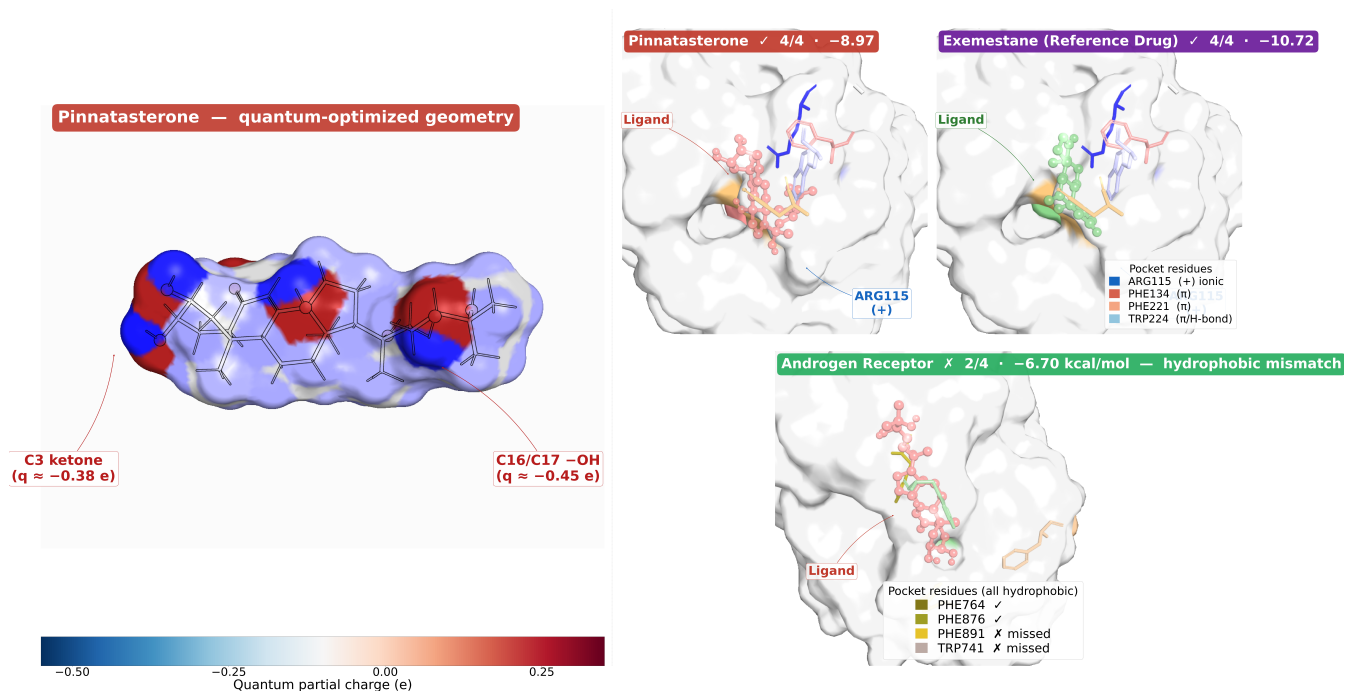 Pinnatasterone — quantum-optimized geometry
C3 ketone
(q ≈ −0.38 e)
C16/C17 −OH
(q ≈ −0.45 e)
−0.50
−0.25
0.00
0.25
Quantum partial charge (e)
Pinnatasterone ✓ 4/4 · −8.97
Ligand
ARG115
(+)
Exemestane (Reference Drug) ✓ 4/4 · −10.72
Ligand
Pocket residues
ARG115 (+) ionic
PHE134 (π)
PHE221 (π)
TRP224 (π/H-bond)
Androgen Receptor ✗ 2/4 · −6.70 kcal/mol — hydrophobic mismatch
Ligand
Pocket residues (all hydrophobic)
PHE764 ✓
PHE876 ✓
PHE891 ✗ missed
TRP741 ✗ missed